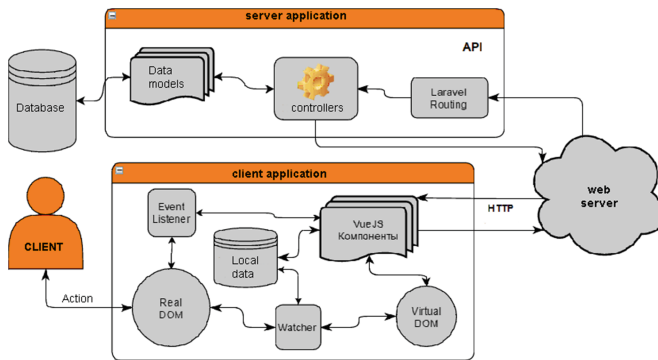 server application
API
Database
Data
models
controllers
Laravel
Routing
client application
web
server
HTTP
CLIENT
Action
Event
Listener
VueJS
Компоненты
Local
data
Real
DOM
Watcher
Virtual
DOM